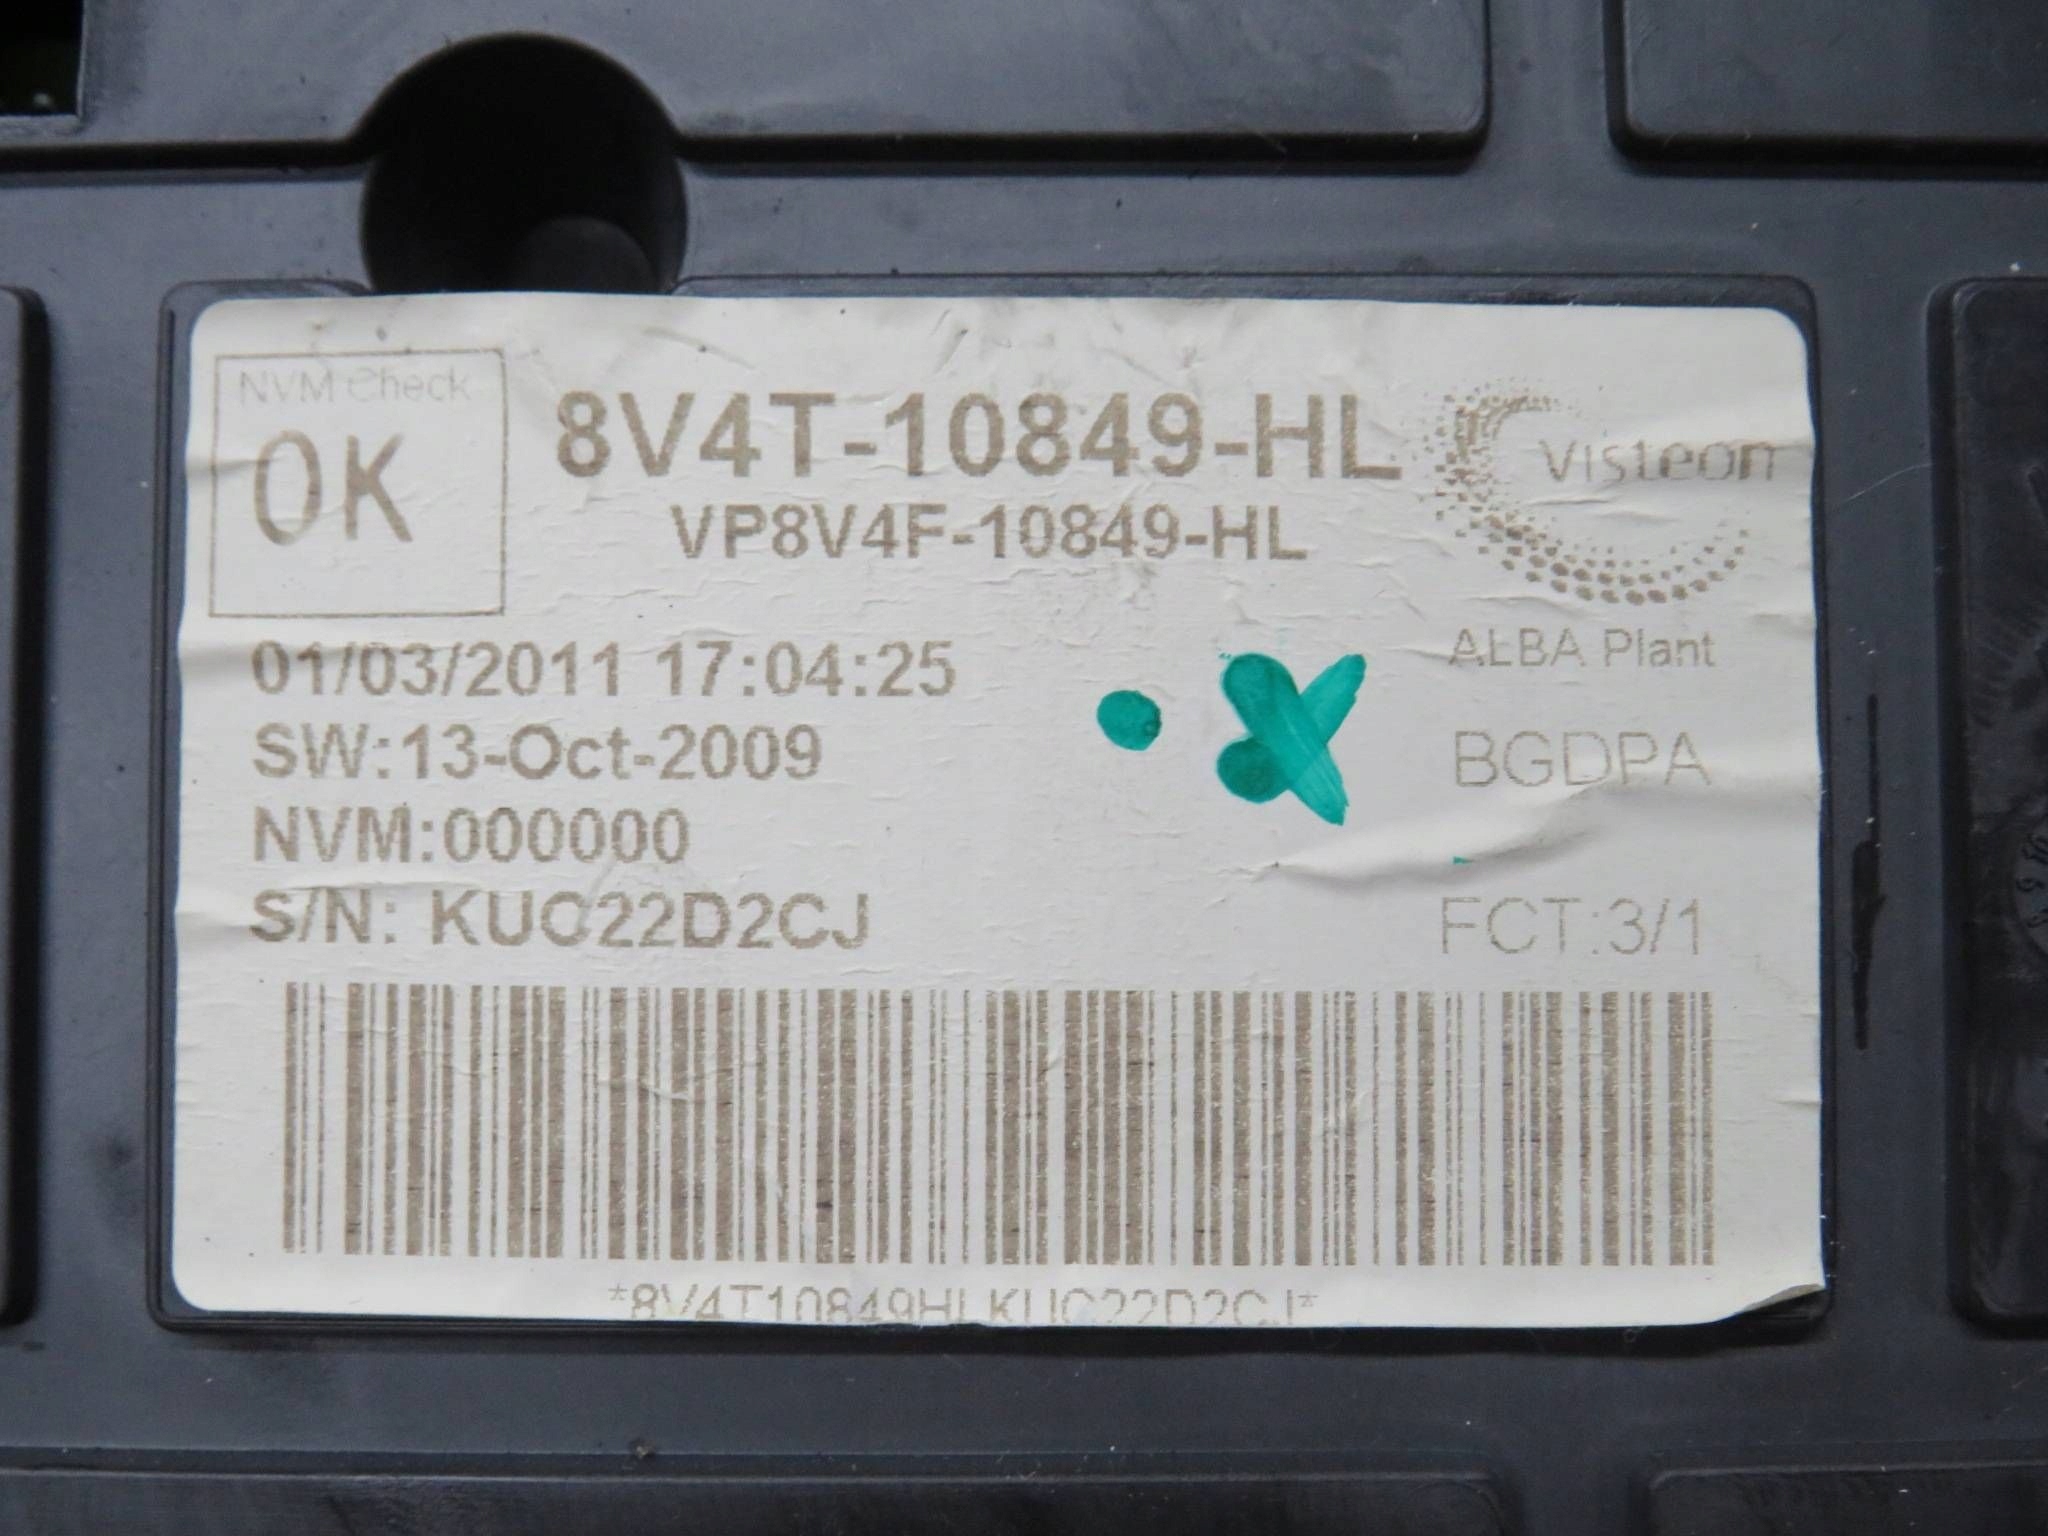 NVM Check
OK
8V4T-10849-HL
VP8V4F-10849-HL
Visteon
01/03/2011 17:04:25
ALBA Plant
SW:13-Oct-2009
BGDPA
NVM:000000
S/N: KUC22D2CJ
FCT:3/1
*8V4T10849HLKUC22D2CJ*